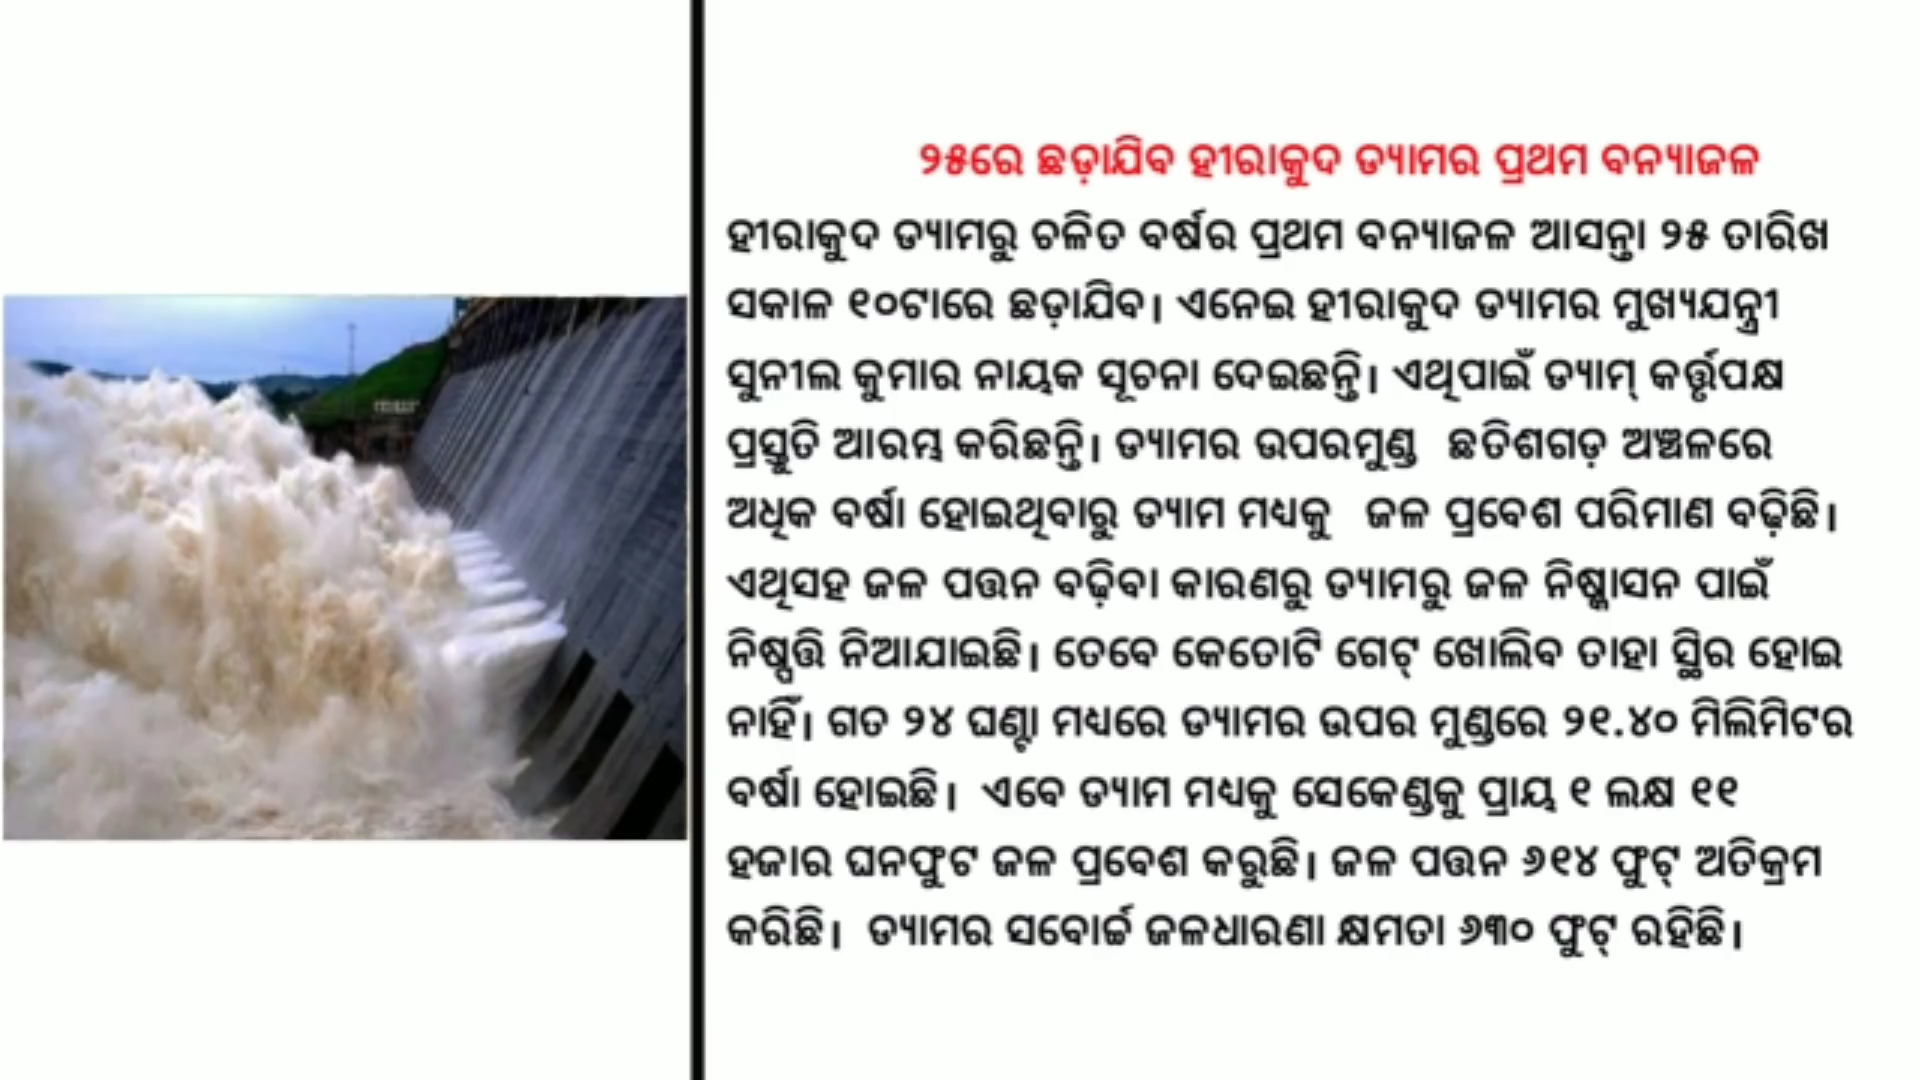 ୨୫ରେ ଛଡ଼ାଯିବ ହୀରାକୁଦ ଡ୍ୟାମର ପ୍ରଥମ ବନ୍ୟାଜଳ
ହୀରାକୁଦ ଡ୍ୟାମରୁ ଚଳିତ ବର୍ଷର ପ୍ରଥମ ବନ୍ୟାଜଳ ଆସନ୍ତା ୨୫ ତାରିଖ
ସକାଳ ୧୦ଟାରେ ଛଡ଼ାଯିବ। ଏନେଇ ହୀରାକୁଦ ଡ୍ୟାମର ମୁଖ୍ୟଯନ୍ତ୍ରୀ
ସୁନୀଲ କୁମାର ନାୟକ ସୂଚନା ଦେଇଛନ୍ତି। ଏଥିପାଇଁ ଡ୍ୟାମ୍ କର୍ତ୍ତୃପକ୍ଷ
ପ୍ରସ୍ତୁତି ଆରମ୍ଭ କରିଛନ୍ତି। ଡ୍ୟାମର ଉପରମୁଣ୍ଡ ଛତିଶଗଡ଼ ଅଞ୍ଚଳରେ
ଅଧିକ ବର୍ଷା ହୋଇଥିବାରୁ ଡ୍ୟାମ ମଧ୍ୟକୁ ଜଳ ପ୍ରବେଶ ପରିମାଣ ବଢ଼ିଛି।
ଏଥିସହ ଜଳ ପତ୍ତନ ବଢ଼ିବା କାରଣରୁ ଡ୍ୟାମରୁ ଜଳ ନିଷ୍କାସନ ପାଇଁ
ନିଷ୍ପତ୍ତି ନିଆଯାଇଛି। ତେବେ କେତୋଟି ଗେଟ୍ ଖୋଲିବ ତାହା ସ୍ଥିର ହୋଇ
ନାହିଁ। ଗତ ୨୪ ଘଣ୍ଟା ମଧ୍ୟରେ ଡ୍ୟାମର ଉପର ମୁଣ୍ଡରେ ୨୧.୪୦ ମିଲିମିଟର
ବର୍ଷା ହୋଇଛି। ଏବେ ଡ୍ୟାମ ମଧ୍ୟକୁ ସେକେଣ୍ଡକୁ ପ୍ରାୟ ୧ ଲକ୍ଷ ୧୧
ହଜାର ଘନଫୁଟ ଜଳ ପ୍ରବେଶ କରୁଛି। ଜଳ ପତ୍ତନ ୬୧୪ ଫୁଟ୍ ଅତିକ୍ରମ
କରିଛି। ଡ୍ୟାମର ସବୋର୍ଚ୍ଚ ଜଳଧାରଣା କ୍ଷମତା ୬୩୦ ଫୁଟ୍ ରହିଛି।